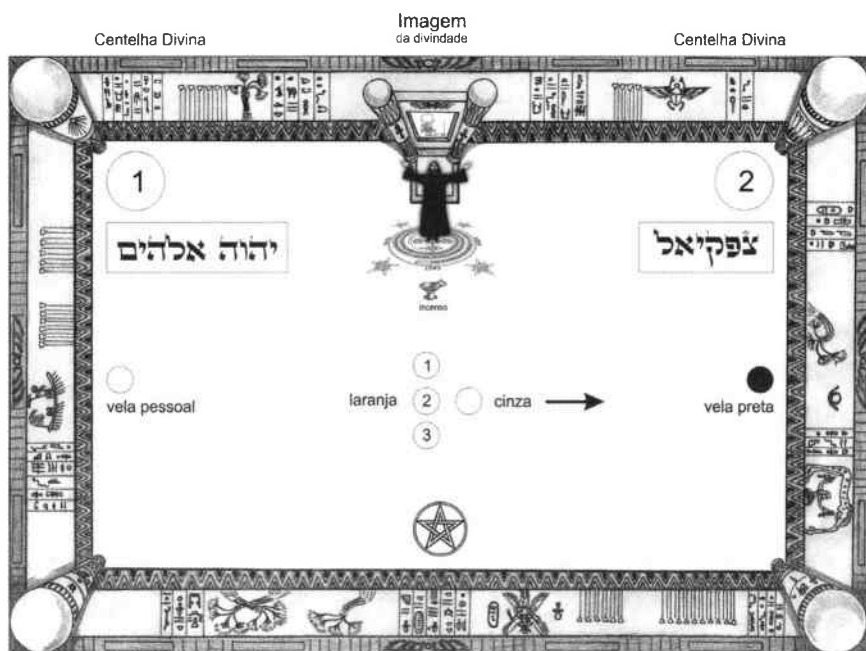 Imagem
da divindade
Centelha Divina
Centelha Divina
1
2
יהוה אלהים
צפקיאל
incenso
vela pessoal
laranja
1
2
3
cinza
vela preta